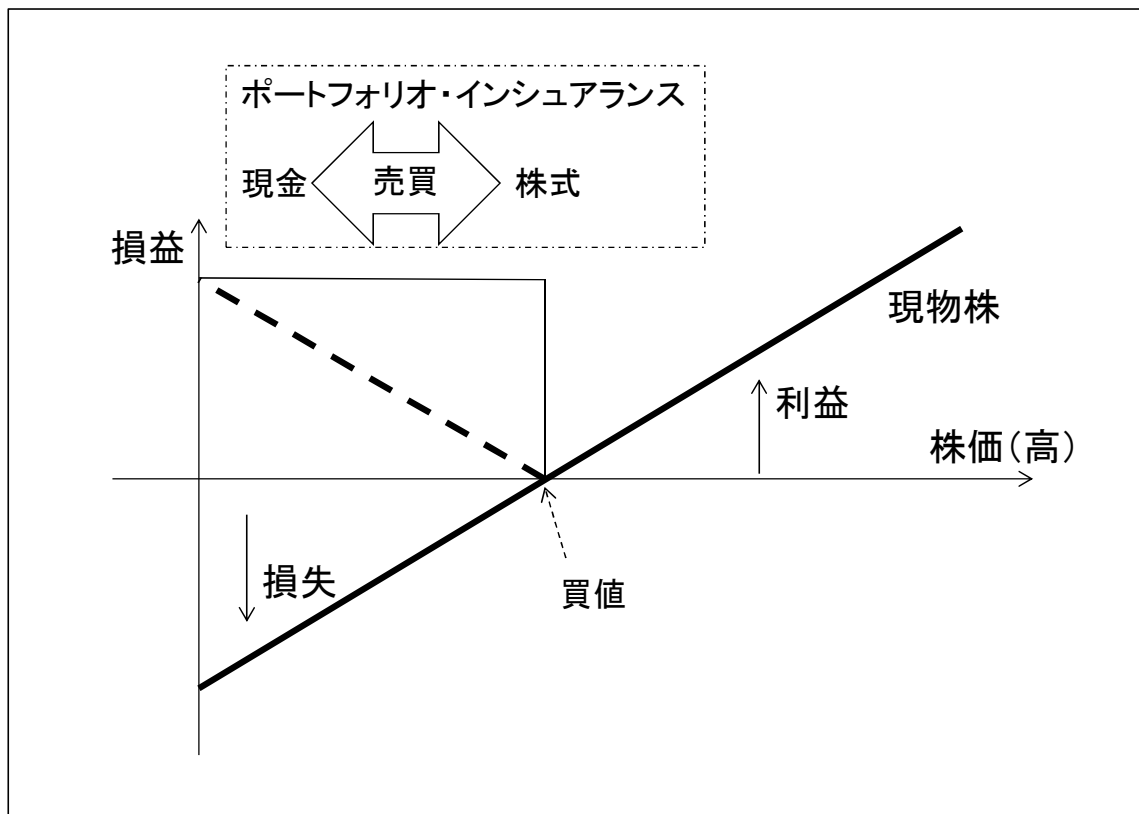 ポートフォリオ・インシュアランス
現金
売買
株式
損益
現物株
利益
株価(高)
損失
買値